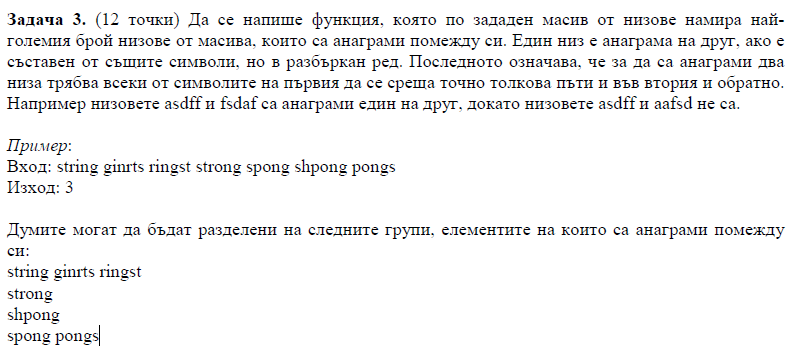 Задача 3. (12 точки) Да се напише функция, която по зададен масив от низове намира най-
големия брой низове от масива, които са анаграми помежду си. Един низ е анаграма на друг, ако е
съставен от същите символи, но в разбъркан ред. Последното означава, че за да са анаграми два
низа трябва всеки от символите на първия да се среща точно толкова пъти и във втория и обратно.
Например низовете asdff и fsdaf са анаграми един на друг, докато низовете asdff и aafsd не са.
Пример:
Вход: string ginrts ringst strong spong shpong pongs
Изход: 3
Думите могат да бъдат разделени на следните групи, елементите на които са анаграми помежду
си:
string ginrts ringst
strong
shpong
spong pongs